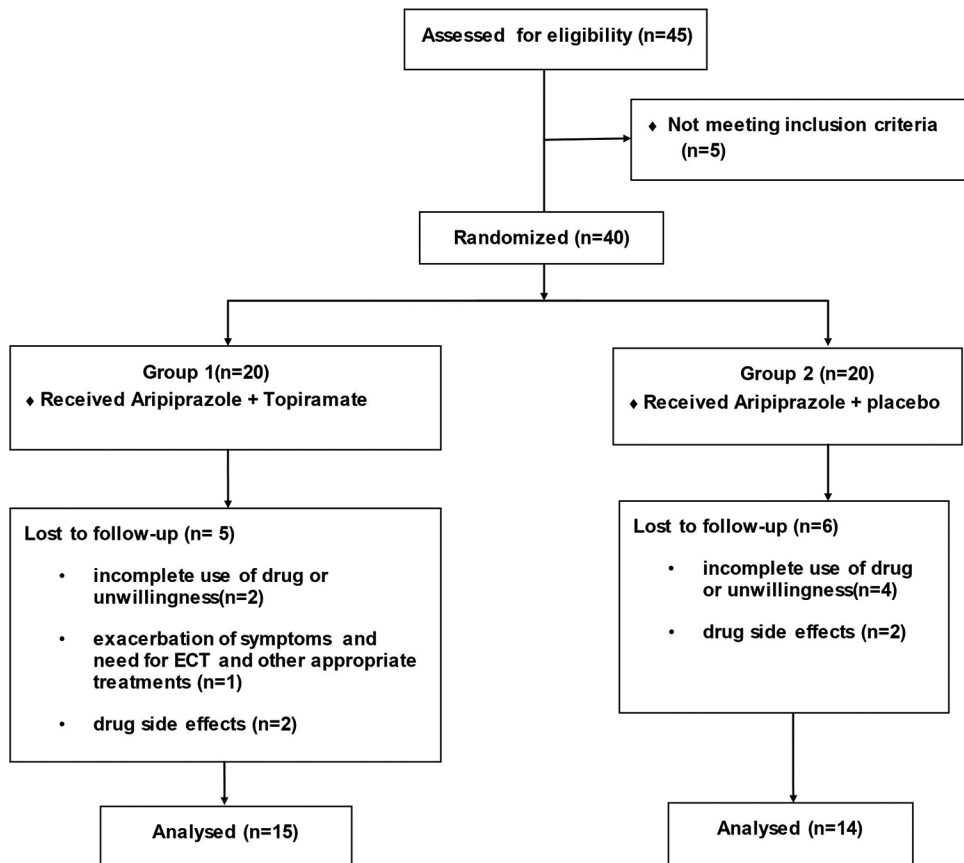 Assessed for eligibility (n=45)
♦ Not meeting inclusion criteria
(n=5)
Randomized (n=40)
Group 1(n=20)
♦ Received Aripiprazole + Topiramate
Group 2 (n=20)
♦ Received Aripiprazole + placebo
Lost to follow-up (n= 5)
• incomplete use of drug or
unwillingness(n=2)
• exacerbation of symptoms and
need for ECT and other appropriate
treatments (n=1)
• drug side effects (n=2)
Lost to follow-up (n=6)
• incomplete use of drug
or unwillingness(n=4)
• drug side effects (n=2)
Analysed (n=15)
Analysed (n=14)